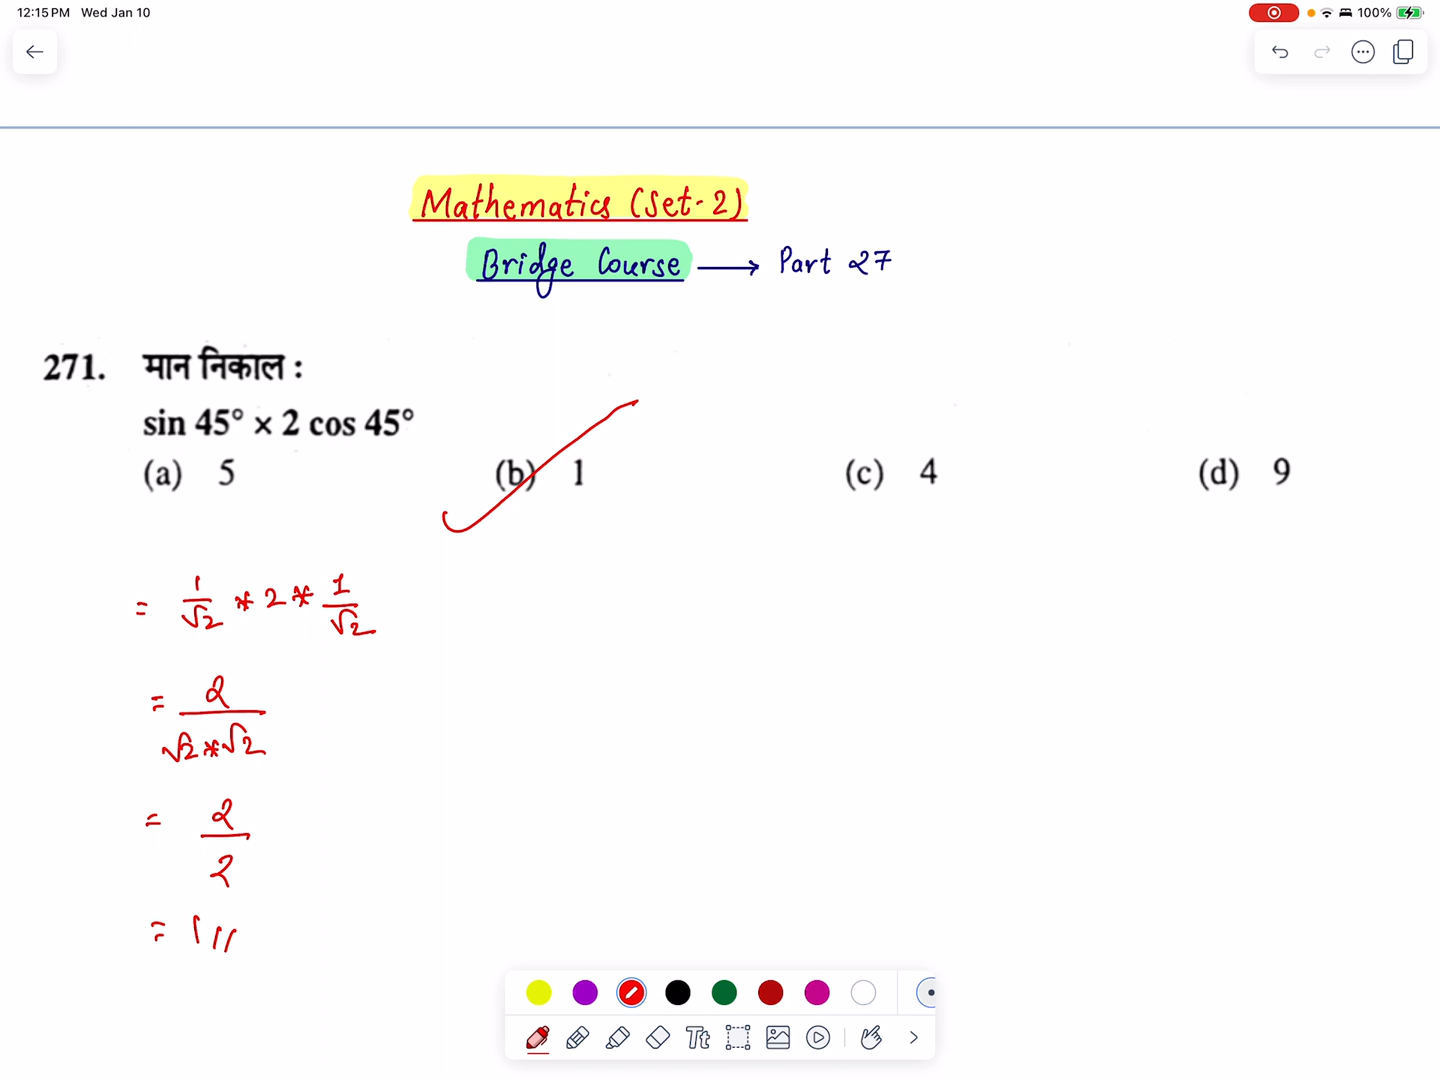 12:15 PM Wed Jan 10
100%
Mathematics (Set-2)
Bridge Course → Part 27
271. मान निकाल :
sin 45° × 2 cos 45°
(a) 5 (b) 1 (c) 4 (d) 9
= 1/√2 * 2 * 1/√2
= 2/√2*√2
= 2/2
= 1 //
Tt